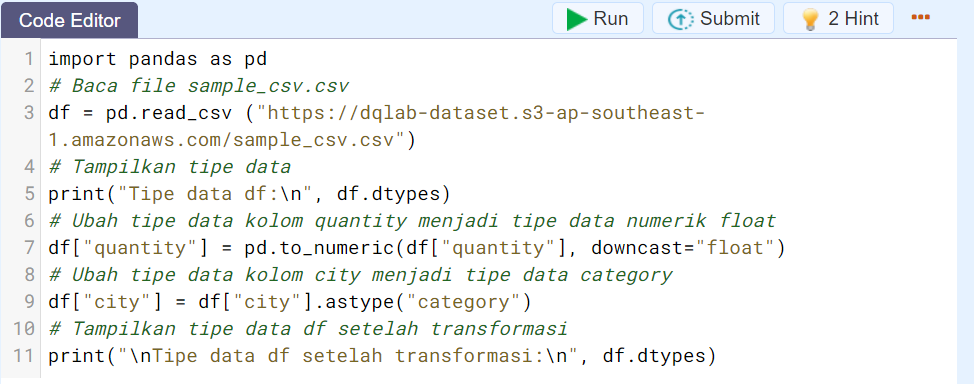 Code Editor
Run
Submit
2 Hint
1 import pandas as pd
2 # Baca file sample_csv.csv
3 df = pd.read_csv ("https://dqlab-dataset.s3-ap-southeast-
1.amazonaws.com/sample_csv.csv")
4 # Tampilkan tipe data
5 print("Tipe data df:\n", df.dtypes)
6 # Ubah tipe data kolom quantity menjadi tipe data numerik float
7 df["quantity"] = pd.to_numeric(df["quantity"], downcast="float")
8 # Ubah tipe data kolom city menjadi tipe data category
9 df["city"] = df["city"].astype("category")
10 # Tampilkan tipe data df setelah transformasi
11 print("\nTipe data df setelah transformasi:\n", df.dtypes)